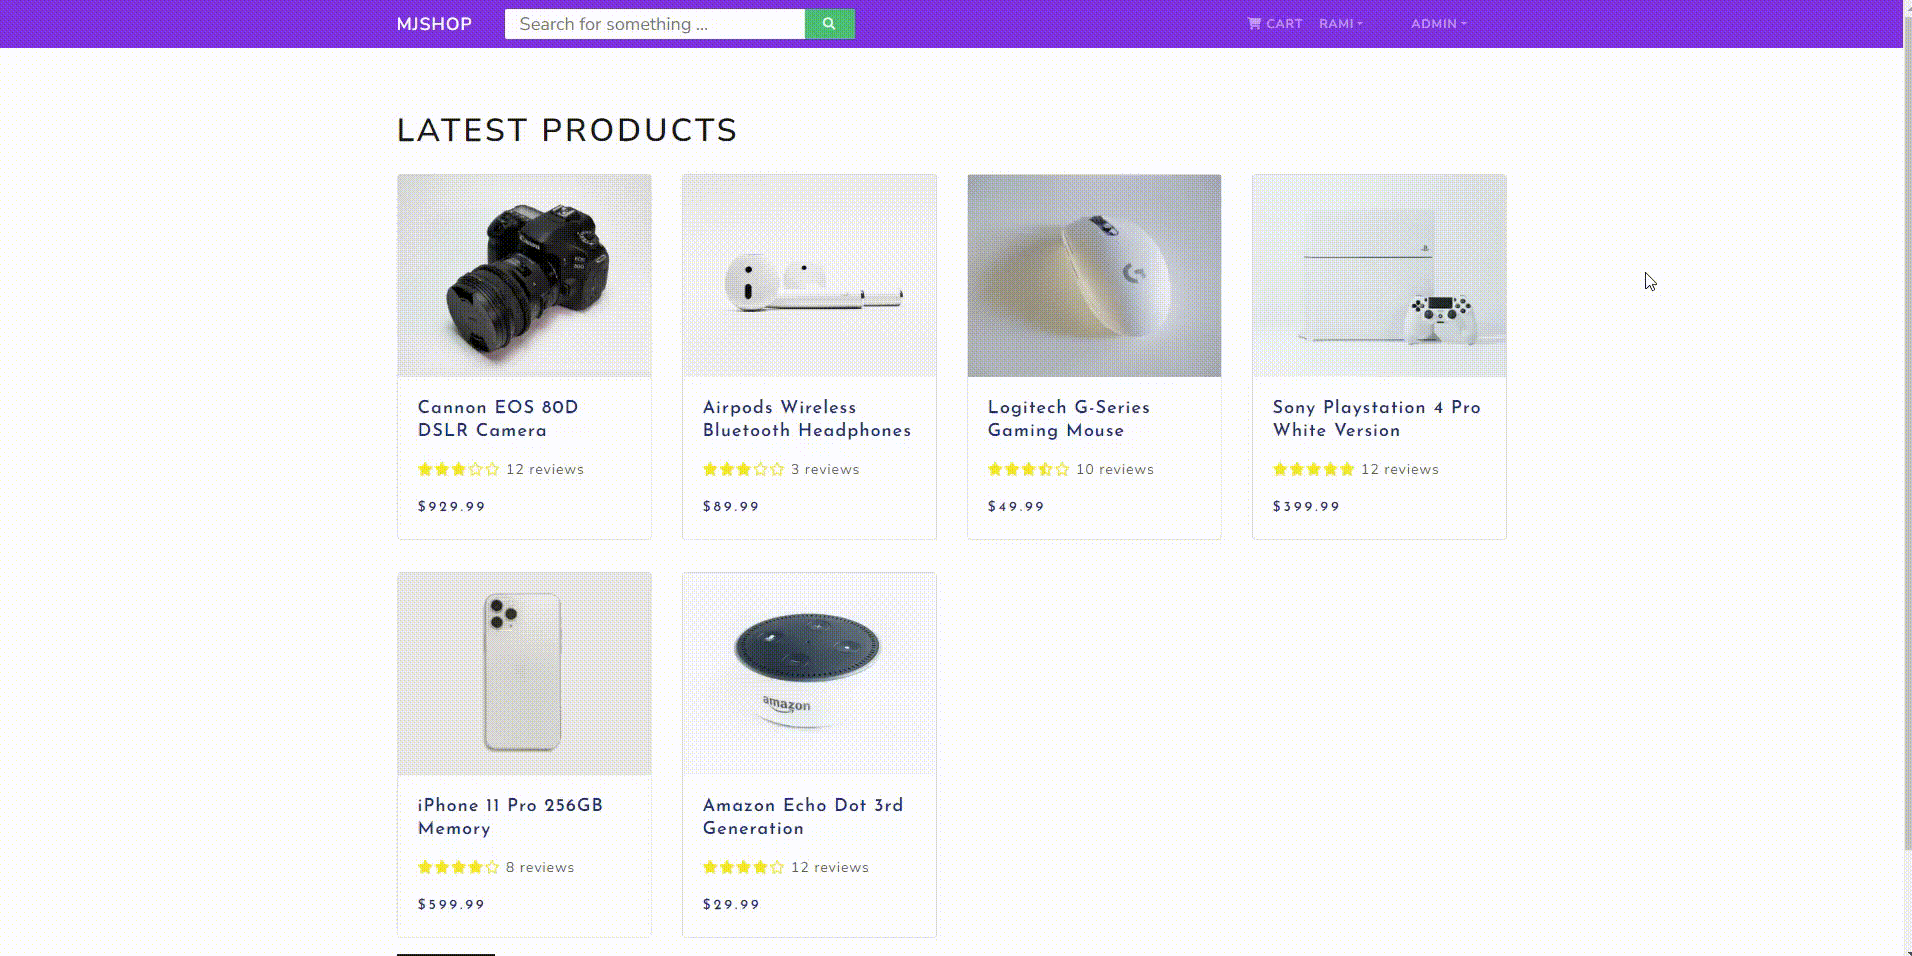 MJSHOP
Search for something ...
CART
RAMI
ADMIN
LATEST PRODUCTS
Cannon EOS 80D
DSLR Camera
12 reviews
$929.99
Airpods Wireless
Bluetooth Headphones
3 reviews
$89.99
Logitech G-Series
Gaming Mouse
10 reviews
$49.99
Sony Playstation 4 Pro
White Version
12 reviews
$399.99
iPhone 11 Pro 256GB
Memory
8 reviews
$599.99
amazon
Amazon Echo Dot 3rd
Generation
12 reviews
$29.99